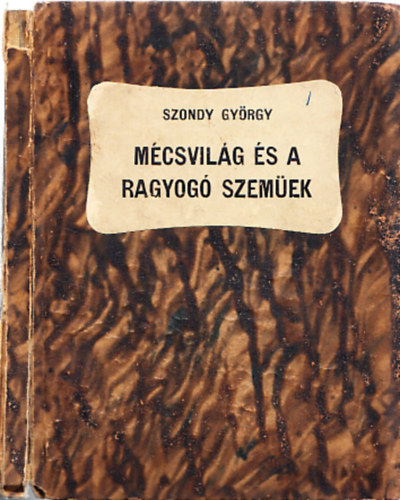 SZONDY GYÖRGY
MÉCSVILÁG ÉS A
RAGYOGÓ SZEMÜEK